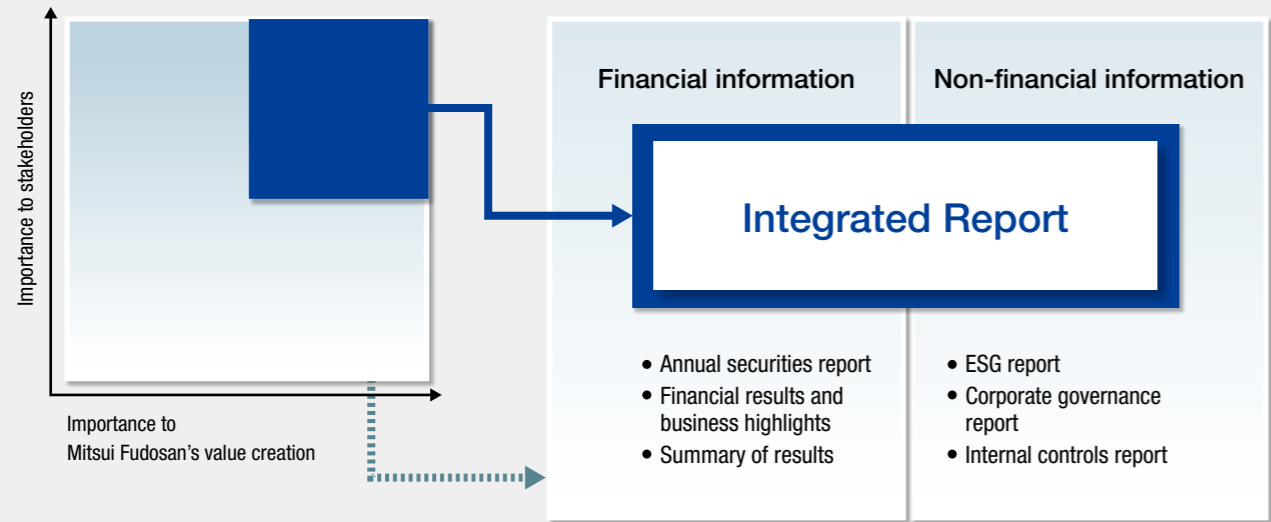 Importance to stakeholders
Importance to
Mitsui Fudosan's value creation
Financial information
Non-financial information
Integrated Report
• Annual securities report
• Financial results and
business highlights
• Summary of results
• ESG report
• Corporate governance
report
• Internal controls report